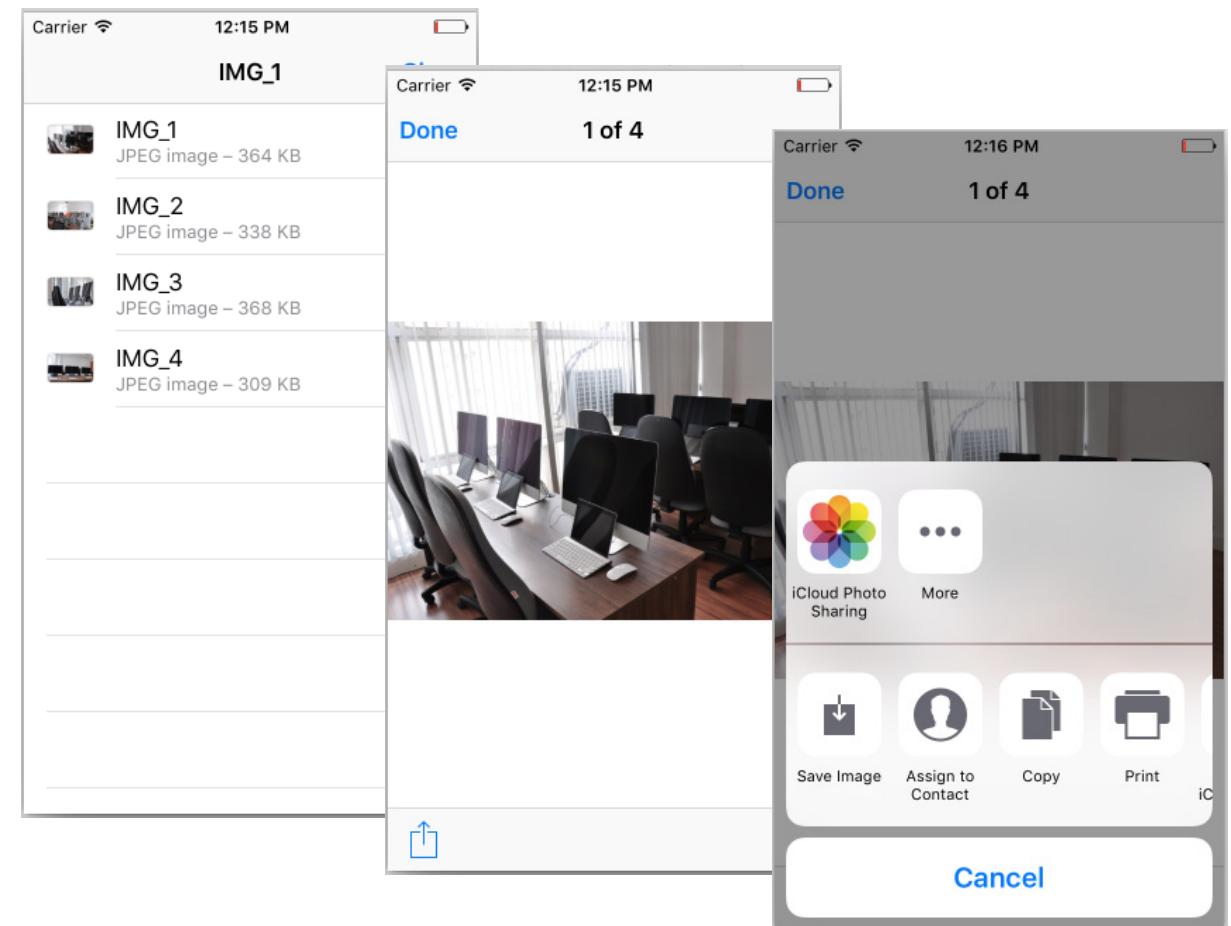 Carrier
12:15 PM
IMG_1
IMG_1
JPEG image – 364 KB
IMG_2
JPEG image – 338 KB
IMG_3
JPEG image – 368 KB
IMG_4
JPEG image – 309 KB
Carrier
12:15 PM
Done
1 of 4
Carrier
12:16 PM
Done
1 of 4
iCloud Photo
Sharing
More
Save Image
Assign to
Contact
Copy
Print
iC
Cancel